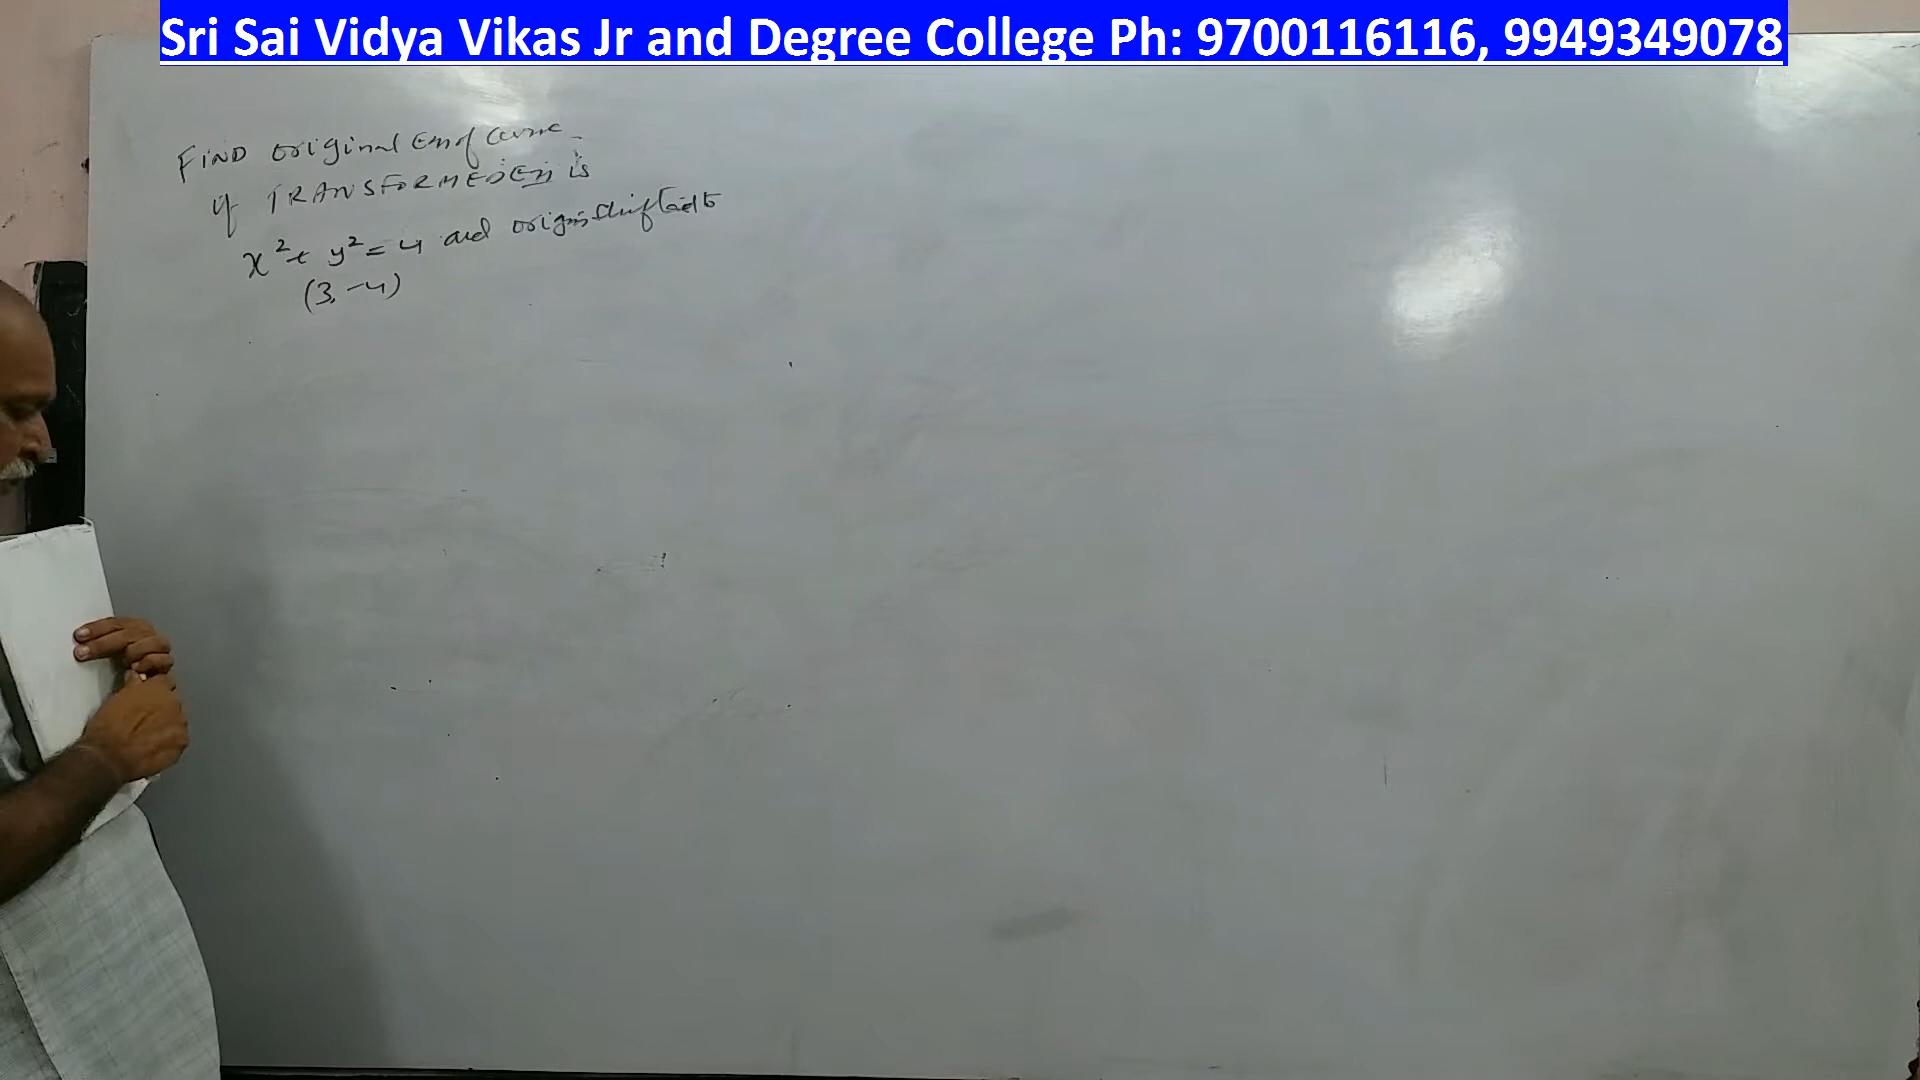 Sri Sai Vidya Vikas Jr and Degree College Ph: 9700116116, 9949349078
FIND original Eqn of curve
if TRANSFORMED Eqn is
x² + y² = 4 and origin shifted to
(3, -4)